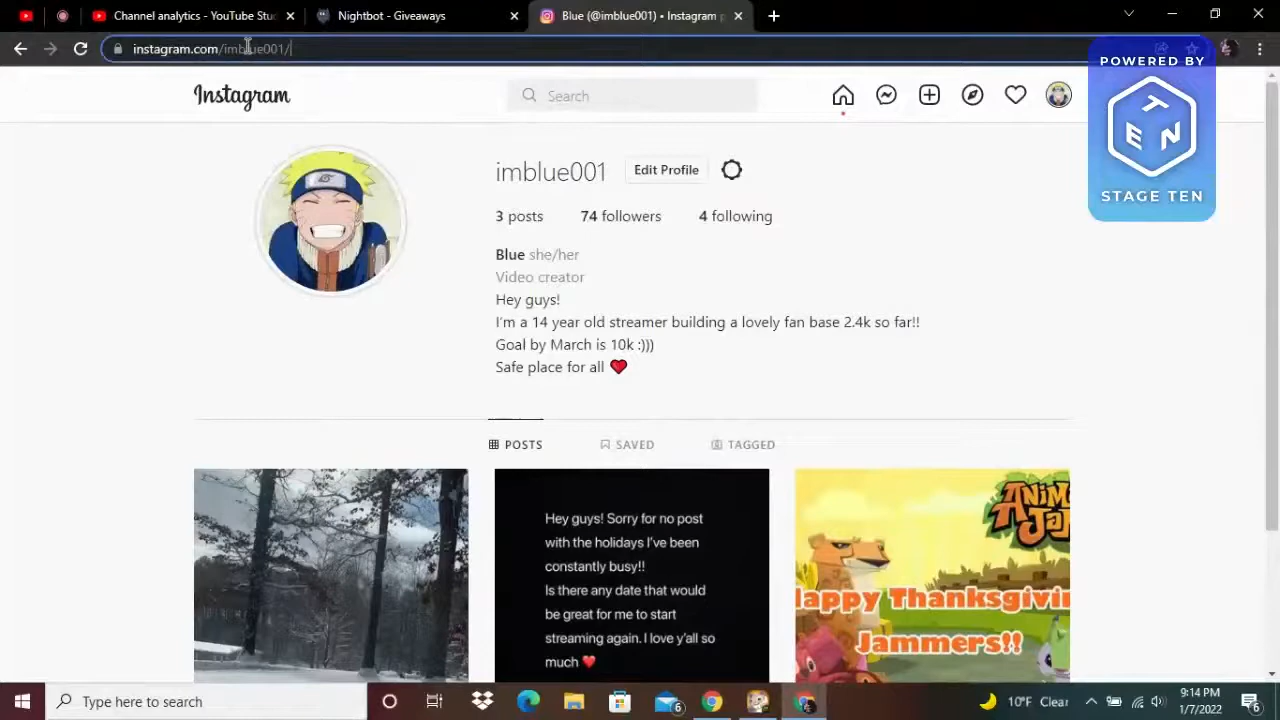 Channel analytics - YouTube Stu
Nightbot - Giveaways
Blue (@imblue001) • Instagram p
instagram.com/imblue001/
POWERED BY
TEN
STAGE TEN
Instagram
Search
imblue001
Edit Profile
3 posts
74 followers
4 following
Blue she/her
Video creator
Hey guys!
I'm a 14 year old streamer building a lovely fan base 2.4k so far!!
Goal by March is 10k :)))
Safe place for all ❤️
POSTS
SAVED
TAGGED
Hey guys! Sorry for no post
with the holidays I've been
constantly busy!!
Is there any date that would
be great for me to start
streaming again. I love y'all so
much ❤️
ANIM
JA
Happy Thanksgivin
Jammers!!
Type here to search
6
10°F Clear
9:14 PM
1/7/2022
6